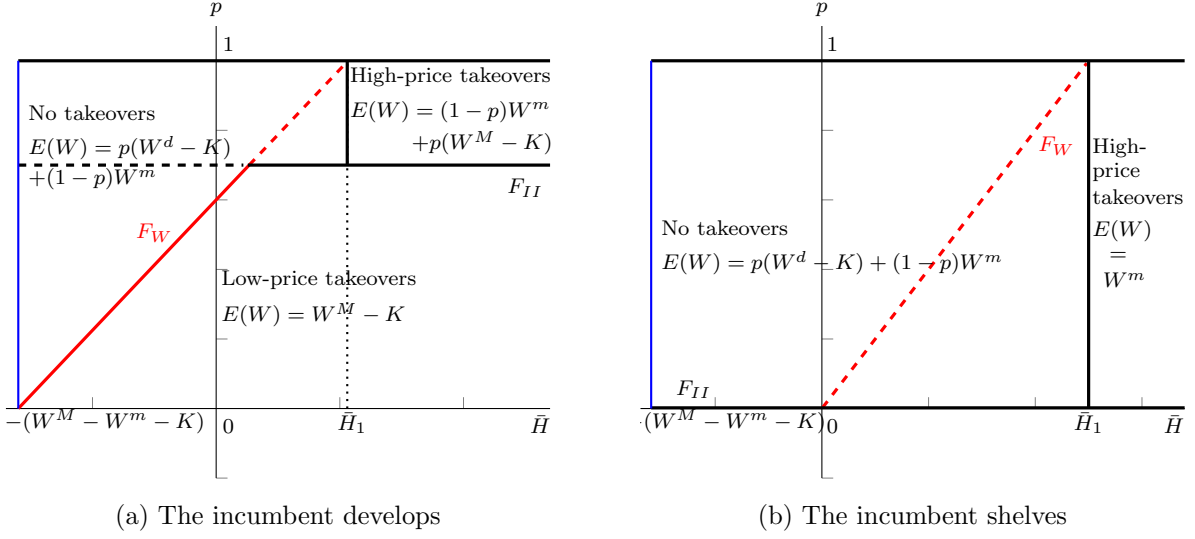 p
1
High-price takeovers
E(W) = (1 − p)W^m
+p(W^M − K)
No takeovers
E(W) = p(W^d − K)
+(1 − p)W^m
F_{II}
F_W
Low-price takeovers
E(W) = W^M − K
−(W^M − W^m − K)
0
H̄_1
H̄
(a) The incumbent develops
p
1
F_W
High-
price
takeovers
E(W)
=
W^m
No takeovers
E(W) = p(W^d − K) + (1 − p)W^m
F_{II}
-(W^M − W^m − K)
0
H̄_1
H̄
(b) The incumbent shelves